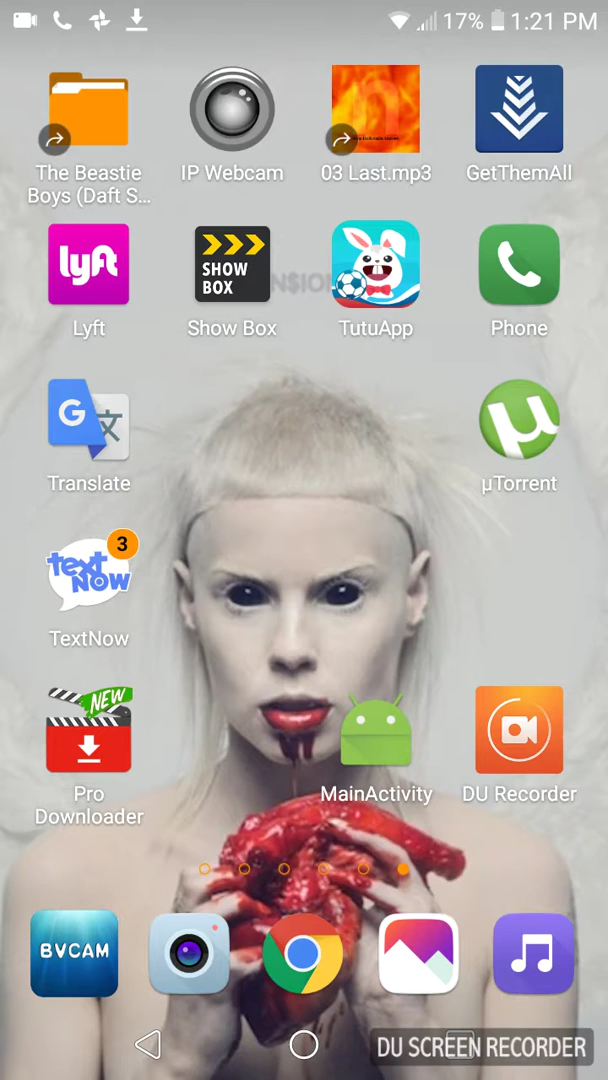 17% 1:21 PM
The Beastie
Boys (Daft S...
IP Webcam
03 Last.mp3
GetThemAll
lyft
SHOW
BOX
N$ION
Lyft
Show Box
TutuApp
Phone
G 文
µ
Translate
µTorrent
3
text
NOW
TextNow
NEW
Pro
Downloader
MainActivity
DU Recorder
BVCAM
DU SCREEN RECORDER